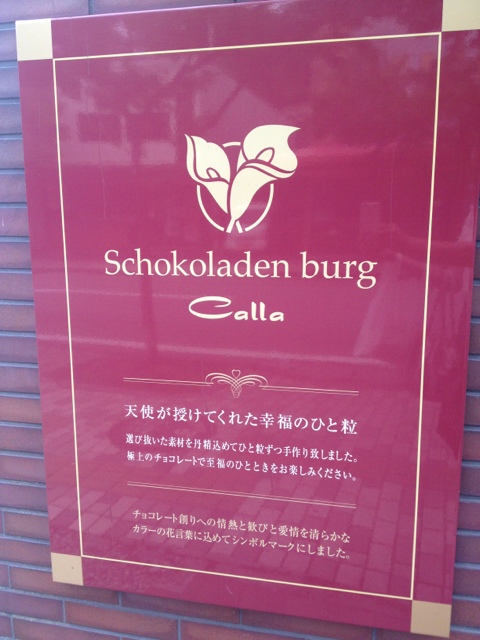 Schokoladen burg
Calla
天使が授けてくれた幸福のひと粒
選び抜いた素材を丹精込めてひと粒ずつ手作り致しました。
極上のチョコレートで至福のひとときをお楽しみください。
チョコレート創りへの情熱と歓びと愛情を清らかな
カラーの花言葉に込めてシンボルマークにしました。